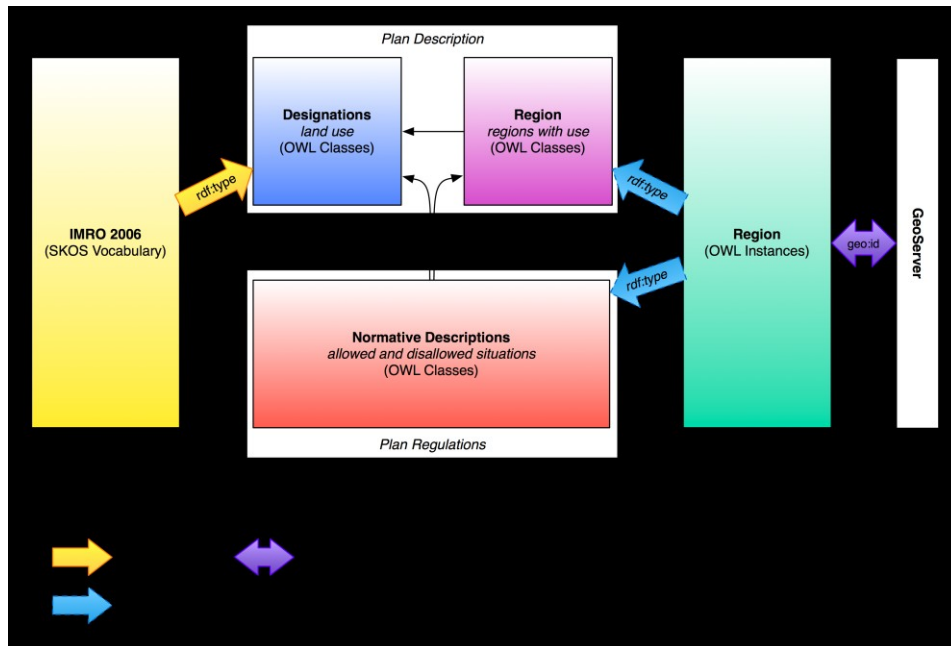 Plan Description
Designations
land use
(OWL Classes)
Region
regions with use
(OWL Classes)
rdf:type
rdf:type
IMRO 2006
(SKOS Vocabulary)
Region
(OWL Instances)
geo:id
GeoServer
rdf:type
Normative Descriptions
allowed and disallowed situations
(OWL Classes)
Plan Regulations